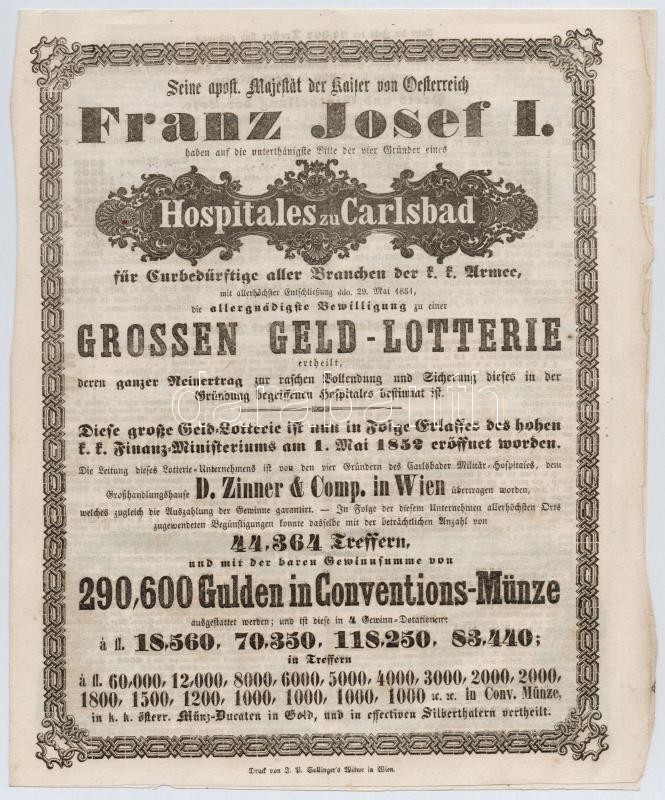 Seine apost. Majestät der Kaiser von Oesterreich
Franz Josef I.
haben auf die unterthänigste Bitte der vier Gründer eines
Hospitales zu Carlsbad
für Curbedürftige aller Branchen der k. k. Armee,
mit allerhöchster Entschließung ddo. 29. Mai 1851,
die allergnädigste Bewilligung zu einer
GROSSEN GELD-LOTTERIE
ertheilt,
deren ganzer Reinertrag zur raschen Vollendung und Sicherung dieses in der
Gründung begriffenen Hospitales bestimmt ist.
darabanth
Diese große Geld-Lotterie ist nun in Folge Erlasses des hohen
k. k. Finanz-Ministeriums am 1. Mai 1852 eröffnet worden.
Die Leitung dieses Lotterie-Unternehmens ist von den vier Gründern des Carlsbader Militär-Hospitales, dem
Großhandlungshause D. Zinner & Comp. in Wien übertragen worden,
welches zugleich die Auszahlung der Gewinne garantirt. — In Folge der diesem Unternehmen allerhöchsten Orts
zugewendeten Begünstigungen konnte dasselbe mit der beträchtlichen Anzahl von
44,364 Treffern,
und mit der baren Gewinnsumme von
290,600 Gulden in Conventions-Münze
ausgestattet werden; und ist diese in 4 Gewinn-Dotationen:
à fl. 18,560, 70,350, 118,250, 83,440;
in Treffern
à fl. 60,000, 12,000, 8000, 6000, 5000, 4000, 3000, 2000, 2000,
1800, 1500, 1200, 1000, 1000, 1000, 1000 ꝛc. ꝛc. in Conv. Münze,
in k. k. österr. Münz-Ducaten in Gold, und in effectiven Silberthalern vertheilt.
Druck von J. P. Sollinger's Witwe in Wien.